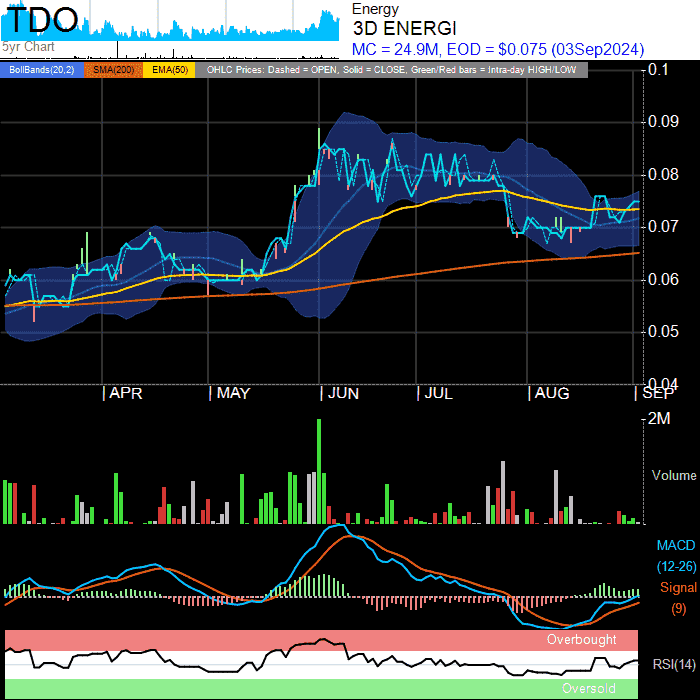 TDO
5yr Chart
Energy
3D ENERGI
MC = 24.9M, EOD = $0.075 (03Sep2024)
BollBands(20,2) SMA(200) EMA(50) OHLC Prices: Dashed = OPEN, Solid = CLOSE, Green/Red bars = Intra-day HIGH/LOW
0.1
0.09
0.08
0.07
0.06
0.05
0.04
APR MAY JUN JUL AUG SEP
2M
Volume
MACD
(12-26)
Signal
(9)
Overbought
RSI(14)
Oversold